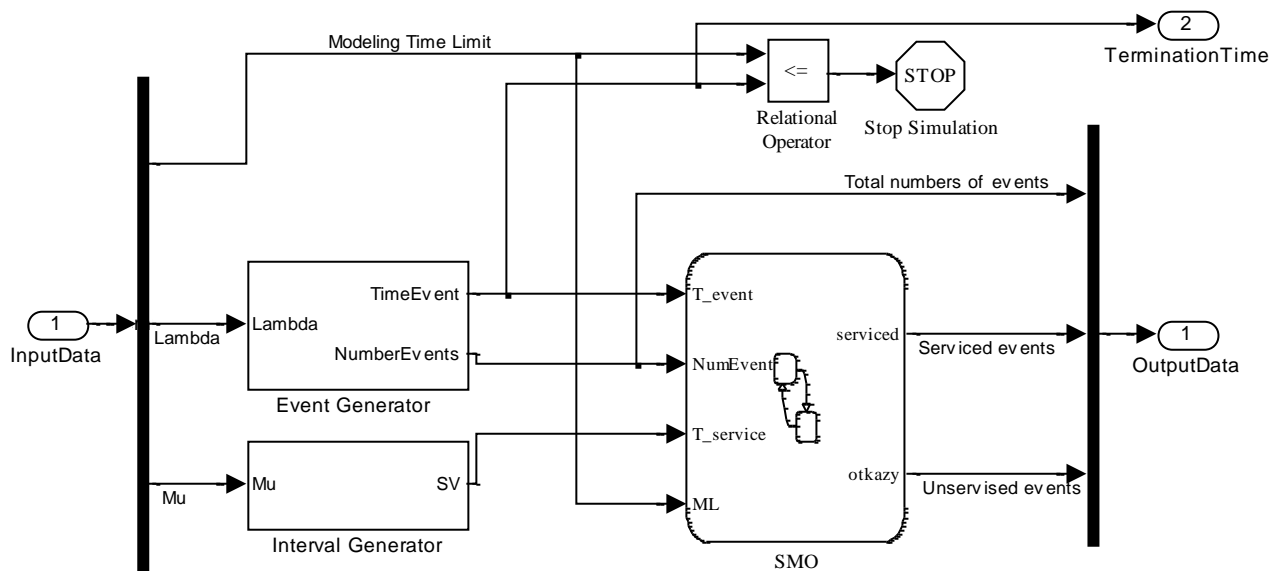 2
TerminationTime
Modeling Time Limit
<=
STOP
Relational
Operator
Stop Simulation
Total numbers of events
TimeEvent
T_event
Lambda
NumberEvents
serviced
1
InputData
Lambda
Serviced events
1
OutputData
NumEvent
Event Generator
T_service
Mu
Mu
SV
otkazy
Unservised events
ML
Interval Generator
SMO